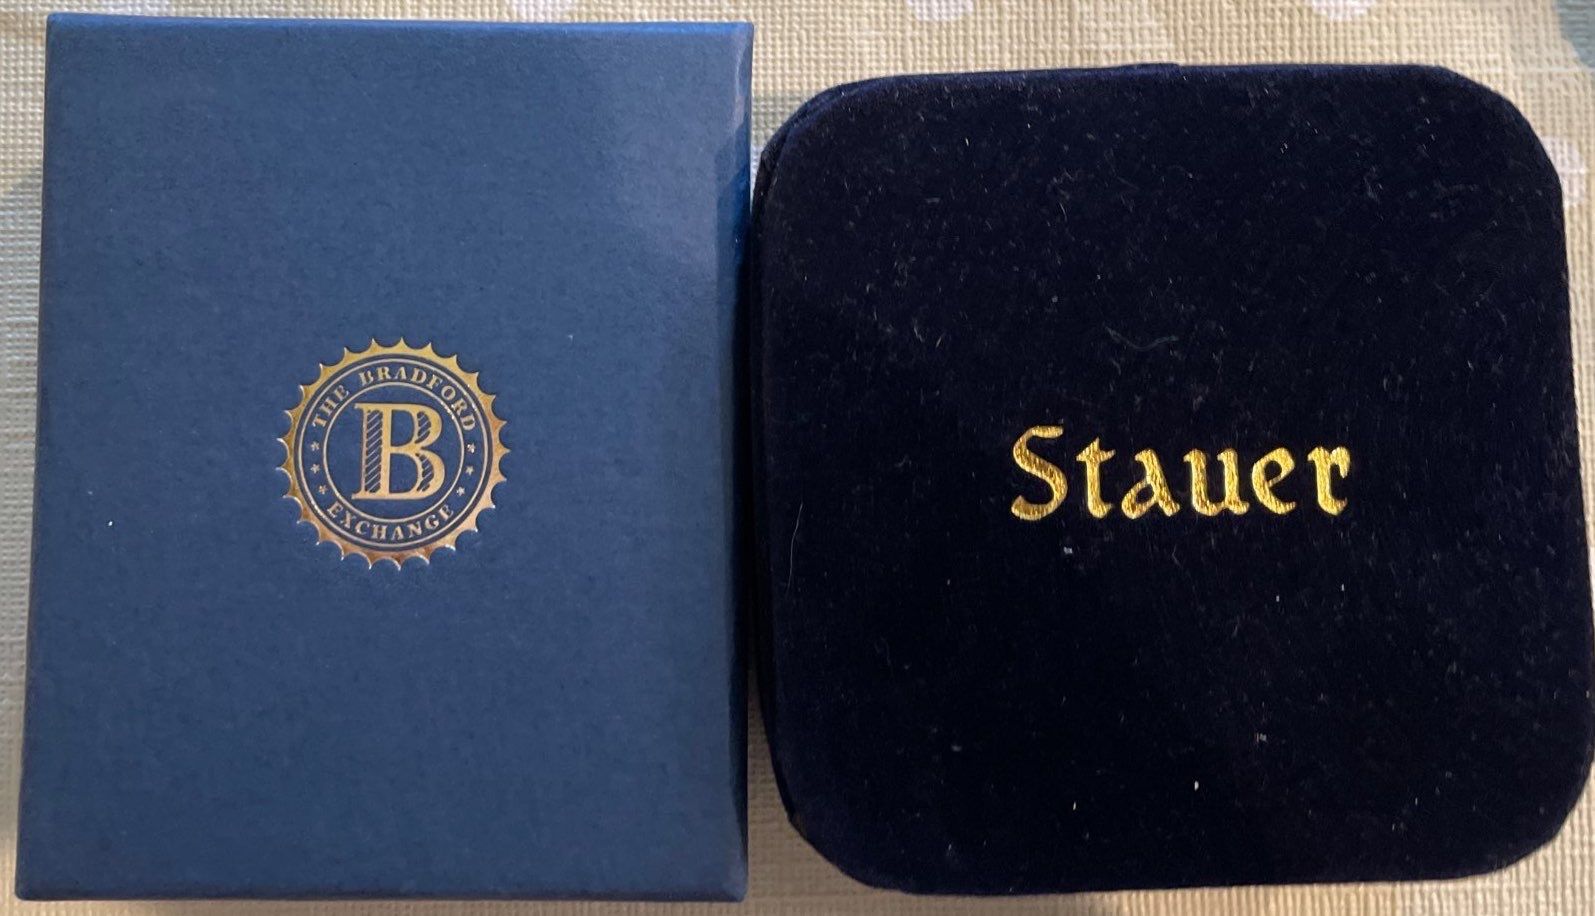 THE BRADFORD
B
EXCHANGE
Stauer